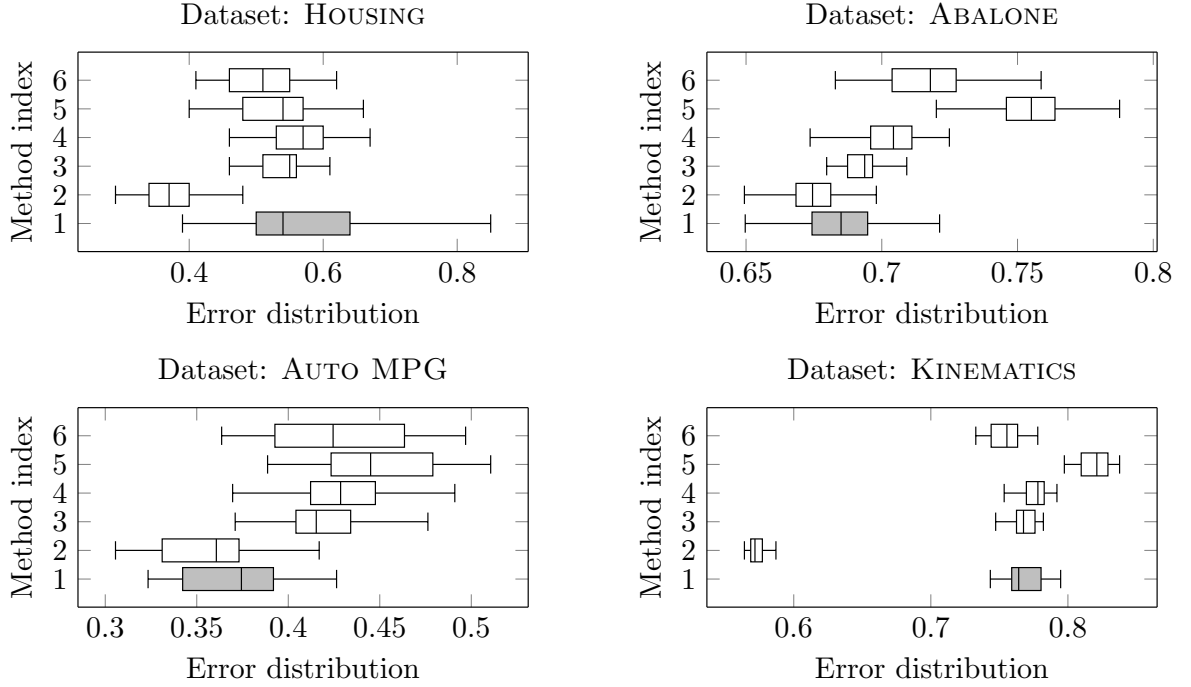 Dataset: HOUSING
Method index
6
5
4
3
2
1
0.4 0.6 0.8
Error distribution
Dataset: ABALONE
Method index
6
5
4
3
2
1
0.65 0.7 0.75 0.8
Error distribution
Dataset: AUTO MPG
Method index
6
5
4
3
2
1
0.3 0.35 0.4 0.45 0.5
Error distribution
Dataset: KINEMATICS
Method index
6
5
4
3
2
1
0.6 0.7 0.8
Error distribution